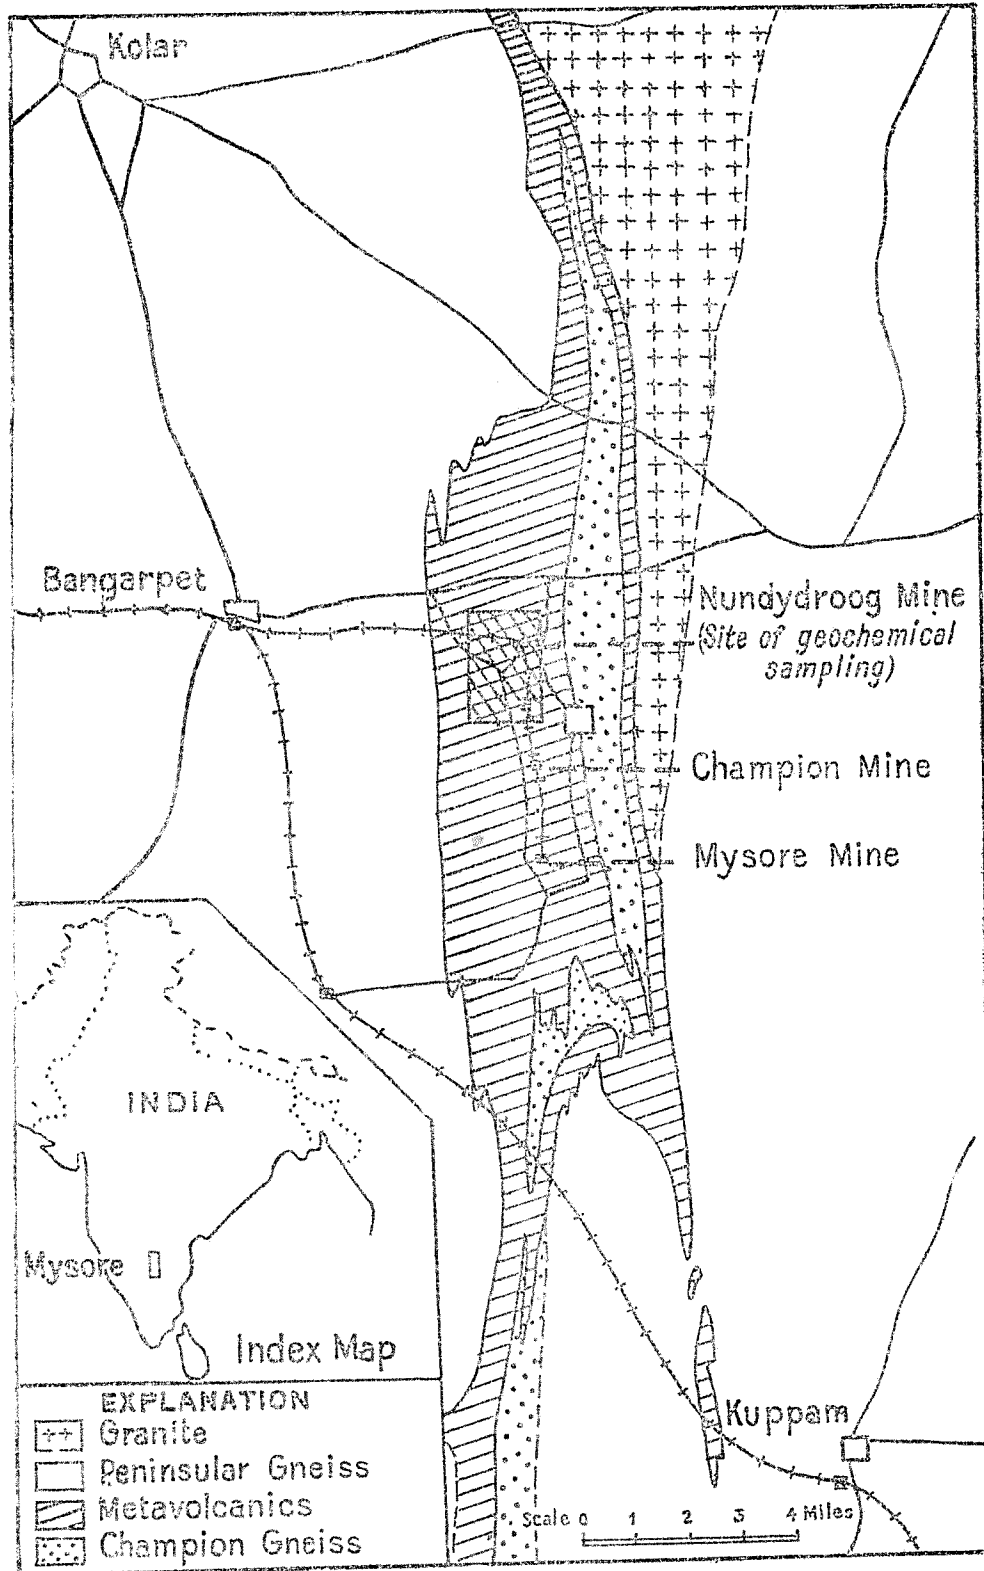 Kolar
Bangarpet
Nundydroog Mine
(Site of geochemical
sampling)
Champion Mine
Mysore Mine
INDIA
Mysore
Index Map
EXPLANATION
Granite
Peninsular Gneiss
Metavolcanics
Champion Gneiss
Kuppam
Scale 0 1 2 3 4 Miles